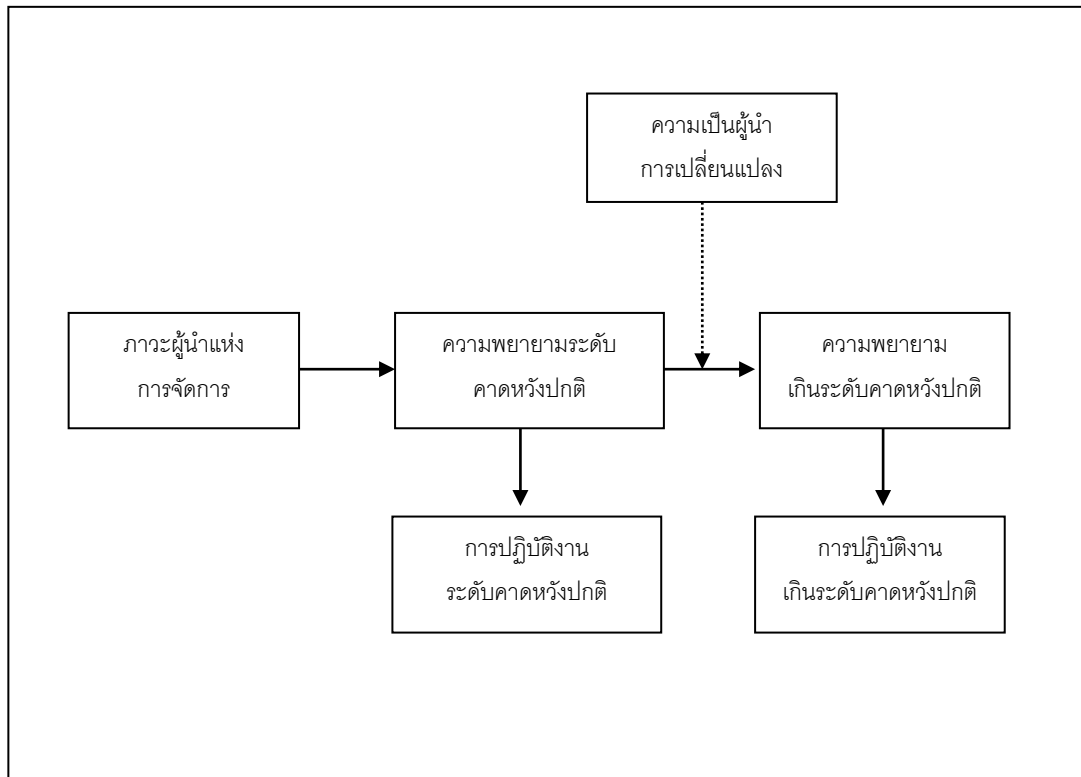 ความเป็นผู้นำ
การเปลี่ยนแปลง
ภาวะผู้นำแห่ง
การจัดการ
ความพยายามระดับ
คาดหวังปกติ
ความพยายาม
เกินระดับคาดหวังปกติ
การปฏิบัติงาน
ระดับคาดหวังปกติ
การปฏิบัติงาน
เกินระดับคาดหวังปกติ